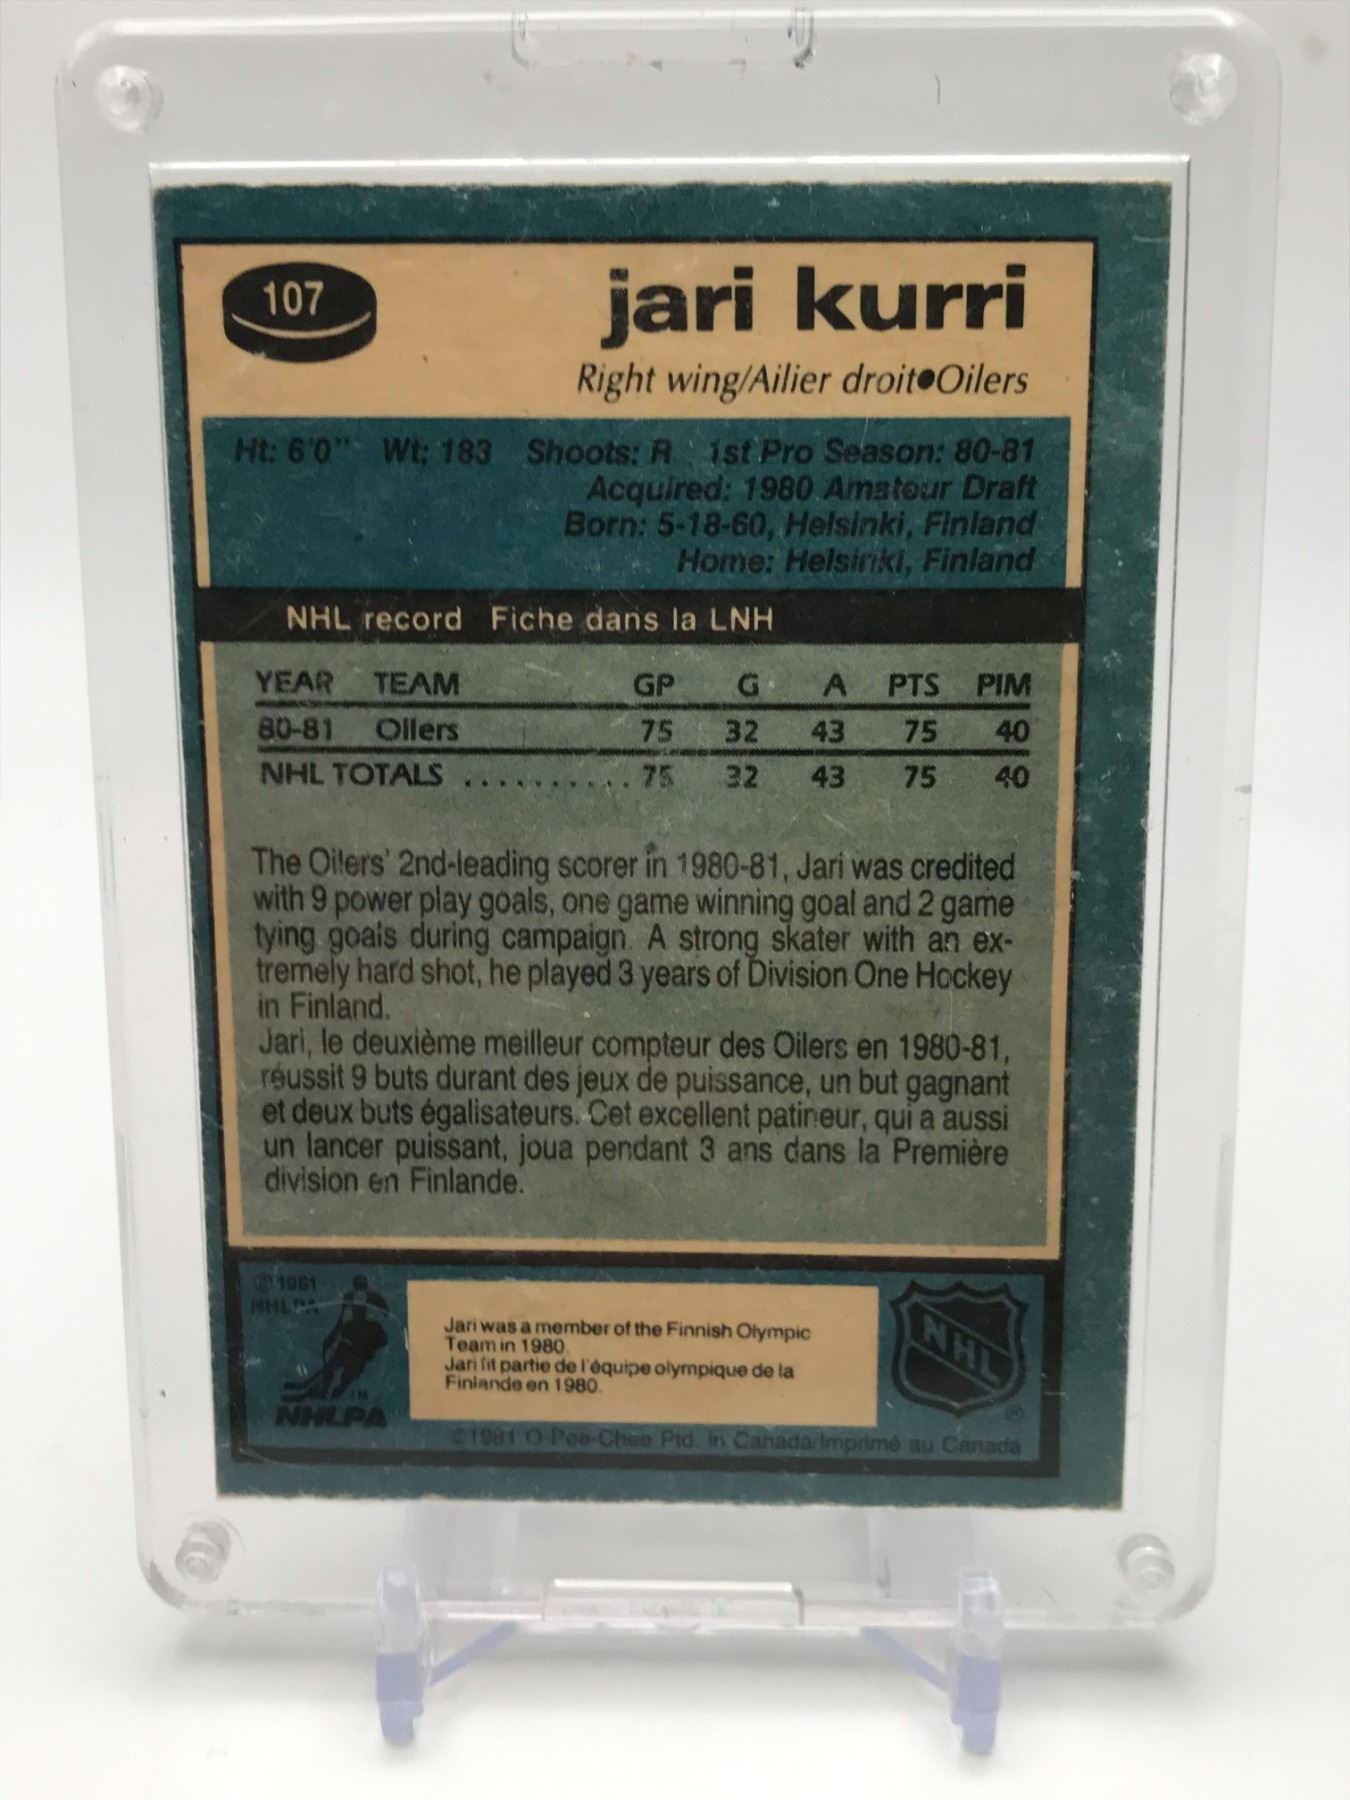 107
jari kurri
Right wing/Ailier droit●Oilers
Ht: 6'0" Wt: 183 Shoots: R 1st Pro Season: 80-81
Acquired: 1980 Amateur Draft
Born: 5-18-60, Helsinki, Finland
Home: Helsinki, Finland
NHL record Fiche dans la LNH
YEAR TEAM GP G A PTS PIM
80-81 Oilers 75 32 43 75 40
NHL TOTALS .......... 75 32 43 75 40
The Oilers' 2nd-leading scorer in 1980-81, Jari was credited
with 9 power play goals, one game winning goal and 2 game
tying goals during campaign. A strong skater with an ex-
tremely hard shot, he played 3 years of Division One Hockey
in Finland.
Jari, le deuxième meilleur compteur des Oilers en 1980-81,
réussit 9 buts durant des jeux de puissance, un but gagnant
et deux buts égalisateurs. Cet excellent patineur, qui a aussi
un lancer puissant, joua pendant 3 ans dans la Première
division en Finlande.
© 1981
NHLPA
TM
NHLPA
Jari was a member of the Finnish Olympic
Team in 1980.
Jari fit partie de l'équipe olympique de la
Finlande en 1980.
NHL
®
©1981 O-Pee-Chee Ptd. in Canada/Imprimé au Canada